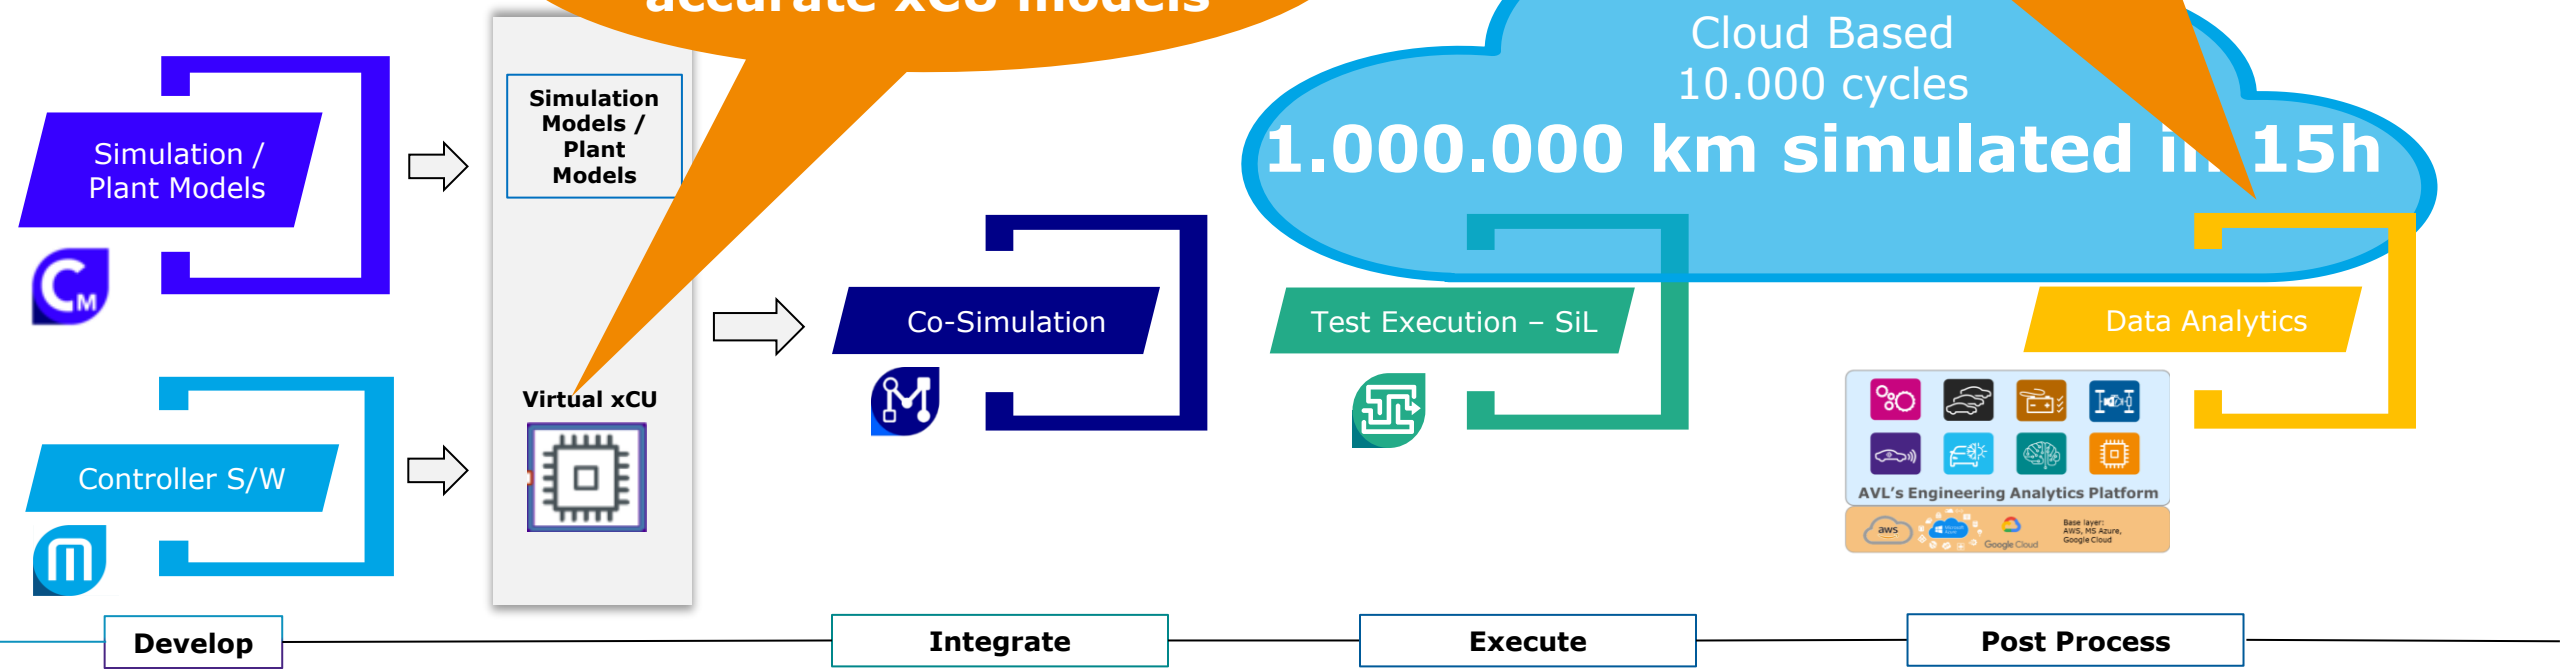 accurate xCU models
Cloud Based
10.000 cycles
1.000.000 km simulated in 15h
Simulation /
Plant Models
CM
Simulation
Models /
Plant
Models
Co-Simulation
Test Execution – SiL
Data Analytics
Virtual xCU
Controller S/W
AVL's Engineering Analytics Platform
aws
Google Cloud
Base layer:
AWS, MS Azure,
Google Cloud
Develop
Integrate
Execute
Post Process